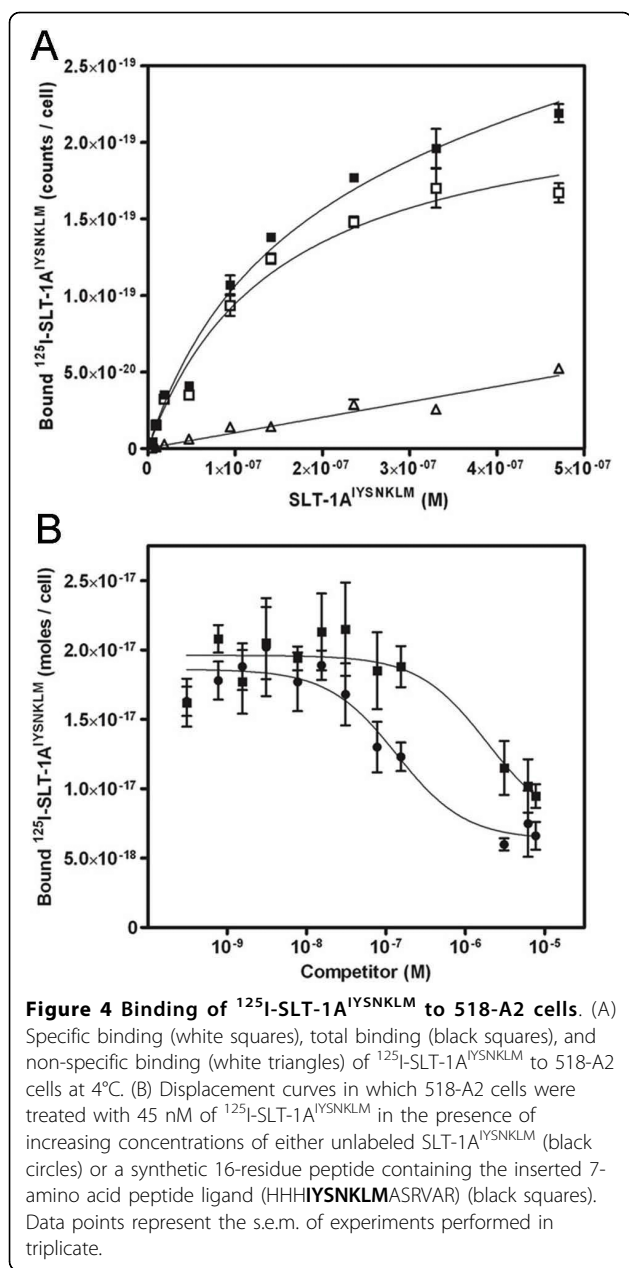 A
2.5×10⁻¹⁹
2.0×10⁻¹⁹
1.5×10⁻¹⁹
1.0×10⁻¹⁹
5.0×10⁻²⁰
0
Bound ¹²⁵I-SLT-1A^IYSNKLM (counts / cell)
0 1×10⁻⁰⁷ 2×10⁻⁰⁷ 3×10⁻⁰⁷ 4×10⁻⁰⁷ 5×10⁻⁰⁷
SLT-1A^IYSNKLM (M)
B
2.5×10⁻¹⁷
2.0×10⁻¹⁷
1.5×10⁻¹⁷
1.0×10⁻¹⁷
5.0×10⁻¹⁸
0
Bound ¹²⁵I-SLT-1A^IYSNKLM (moles / cell)
10⁻⁹ 10⁻⁸ 10⁻⁷ 10⁻⁶ 10⁻⁵
Competitor (M)
Figure 4 Binding of ¹²⁵I-SLT-1A^IYSNKLM to 518-A2 cells. (A)
Specific binding (white squares), total binding (black squares), and
non-specific binding (white triangles) of ¹²⁵I-SLT-1A^IYSNKLM to 518-A2
cells at 4°C. (B) Displacement curves in which 518-A2 cells were
treated with 45 nM of ¹²⁵I-SLT-1A^IYSNKLM in the presence of
increasing concentrations of either unlabeled SLT-1A^IYSNKLM (black
circles) or a synthetic 16-residue peptide containing the inserted 7-
amino acid peptide ligand (HHHIYSNKLMASRVAR) (black squares).
Data points represent the s.e.m. of experiments performed in
triplicate.